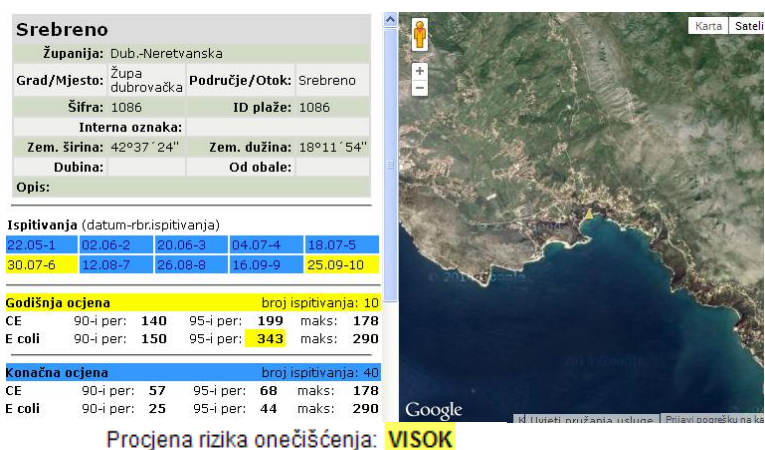 Srebreno
Županija: Dub.-Neretvanska
Grad/Mjesto: Župa dubrovačka Područje/Otok: Srebreno
Šifra: 1086 ID plaže: 1086
Interna oznaka:
Zem. širina: 42º37´24" Zem. dužina: 18º11´54"
Dubina: Od obale:
Opis:
Ispitivanja (datum-rbr.ispitivanja)
22.05-1 02.06-2 20.06-3 04.07-4 18.07-5
30.07-6 12.08-7 26.08-8 16.09-9 25.09-10
Godišnja ocjena broj ispitivanja: 10
CE 90-i per: 140 95-i per: 199 maks: 178
E coli 90-i per: 150 95-i per: 343 maks: 290
Konačna ocjena broj ispitivanja: 40
CE 90-i per: 57 95-i per: 68 maks: 178
E coli 90-i per: 25 95-i per: 44 maks: 290
Karta Sateli
Google
Uvjeti pružanja usluge Prijavi pogrešku na ka
Procjena rizika onečišćenja: VISOK